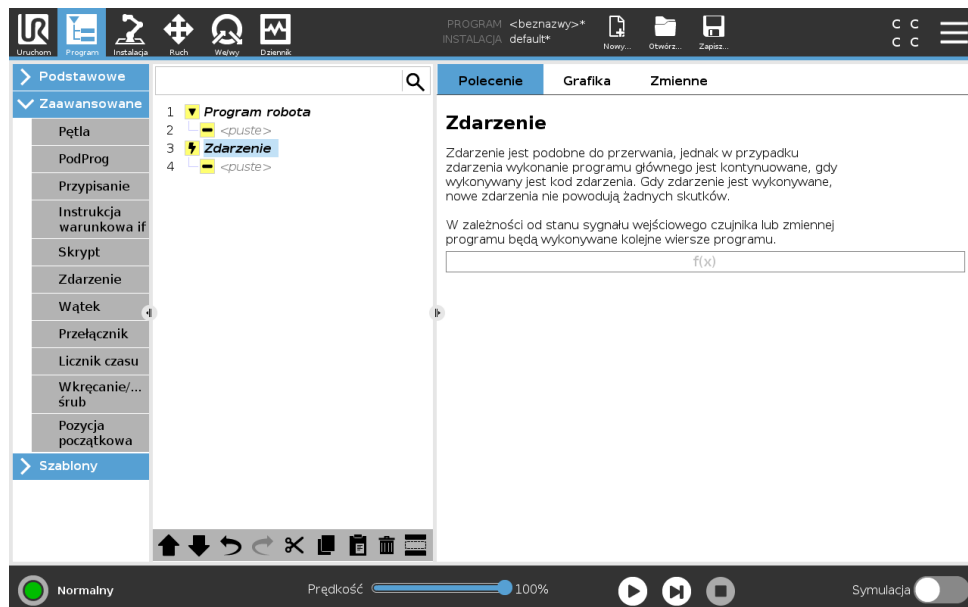 PROGRAM <beznazwy>*
INSTALACJA default*
Uruchom
Program
Instalacja
Ruch
We/wy
Dziennik
Nowy...
Otwórz...
Zapisz...
C C
C C
Podstawowe
Zaawansowane
Pętla
PodProg
Przypisanie
Instrukcja
warunkowa if
Skrypt
Zdarzenie
Wątek
Przełącznik
Licznik czasu
Wkręcanie/...
śrub
Pozycja
początkowa
Szablony
1 Program robota
2 <puste>
3 Zdarzenie
4 <puste>
Polecenie Grafika Zmienne
Zdarzenie
Zdarzenie jest podobne do przerwania, jednak w przypadku
zdarzenia wykonanie programu głównego jest kontynuowane, gdy
wykonywany jest kod zdarzenia. Gdy zdarzenie jest wykonywane,
nowe zdarzenia nie powodują żadnych skutków.
W zależności od stanu sygnału wejściowego czujnika lub zmiennej
programu będą wykonywane kolejne wiersze programu.
f(x)
Normalny
Prędkość 100%
Symulacja